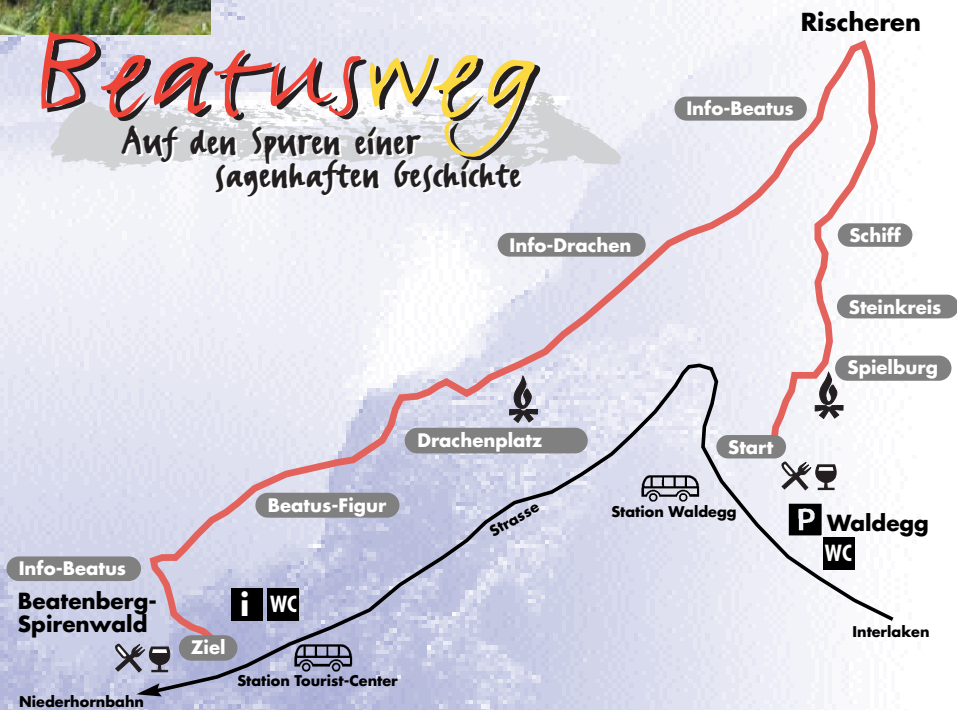 Beatusweg
Auf den Spuren einer
sagenhaften Geschichte
Rischeren
Info-Beatus
Info-Drachen
Schiff
Steinkreis
Spielburg
Drachenplatz
Start
Beatus-Figur
Strasse
Station Waldegg
P Waldegg
WC
Info-Beatus
Beatenberg-
Spirenwald
i WC
Ziel
Interlaken
Station Tourist-Center
Niederhornbahn